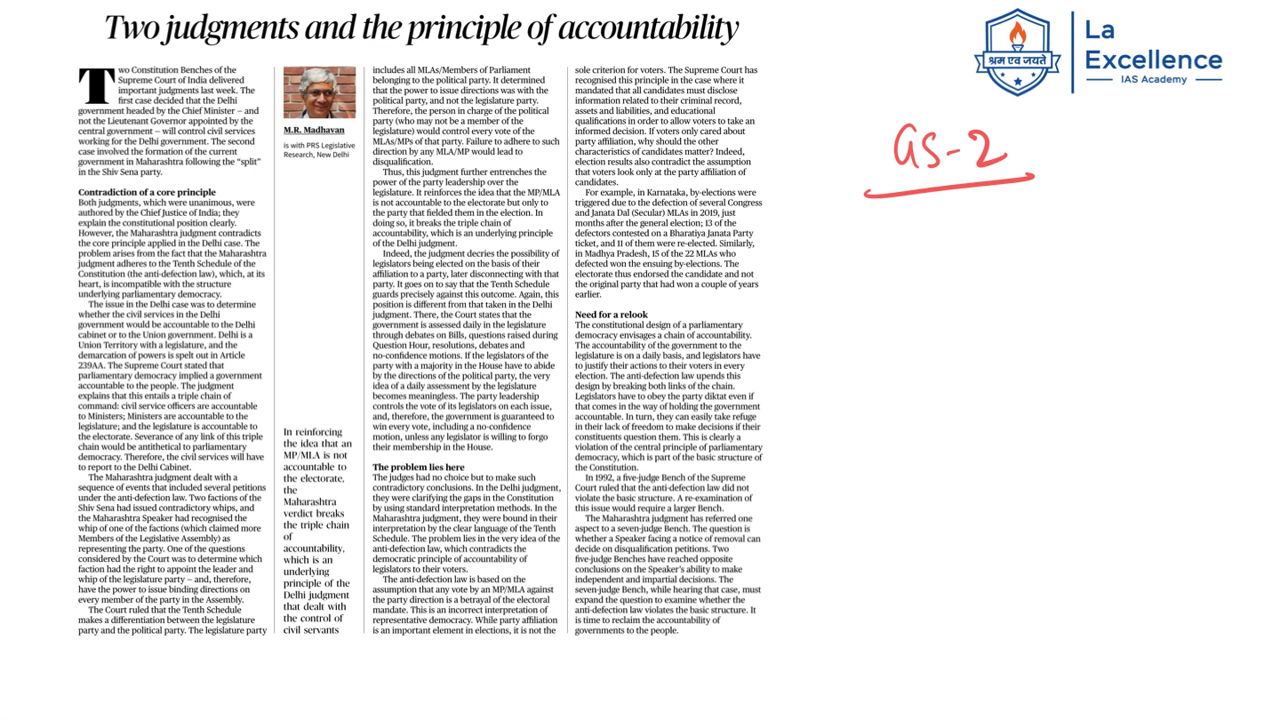 Two judgments and the principle of accountability
Two Constitution Benches of the
Supreme Court of India delivered
important judgments last week. The
first case decided that the Delhi
government headed by the Chief Minister – and
not the Lieutenant Governor appointed by the
central government – will control civil services
working for the Delhi government. The second
case involved the formation of the current
government in Maharashtra following the “split”
in the Shiv Sena party.
Contradiction of a core principle
Both judgments, which were unanimous, were
authored by the Chief Justice of India; they
explain the constitutional position clearly.
However, the Maharashtra judgment contradicts
the core principle applied in the Delhi case. The
problem arises from the fact that the Maharashtra
judgment adheres to the Tenth Schedule of the
Constitution (the anti-defection law), which, at its
heart, is incompatible with the structure
underlying parliamentary democracy.
The issue in the Delhi case was to determine
whether the civil services in the Delhi
government would be accountable to the Delhi
cabinet or to the Union government. Delhi is a
Union Territory with a legislature, and the
demarcation of powers is spelt out in Article
239AA. The Supreme Court stated that
parliamentary democracy implied a government
accountable to the people. The judgment
explains that this entails a triple chain of
command: civil service officers are accountable
to Ministers; Ministers are accountable to the
legislature; and the legislature is accountable to
the electorate. Severance of any link of this triple
chain would be antithetical to parliamentary
democracy. Therefore, the civil services will have
to report to the Delhi Cabinet.
The Maharashtra judgment dealt with a
sequence of events that included several petitions
under the anti-defection law. Two factions of the
Shiv Sena had issued contradictory whips, and
the Maharashtra Speaker had recognised the
whip of one of the factions (which claimed more
Members of the Legislative Assembly) as
representing the party. One of the questions
considered by the Court was to determine which
faction had the right to appoint the leader and
whip of the legislature party – and, therefore,
have the power to issue binding directions on
every member of the party in the Assembly.
The Court ruled that the Tenth Schedule
makes a differentiation between the legislature
party and the political party. The legislature party
M.R. Madhavan
is with PRS Legislative
Research, New Delhi
In reinforcing
the idea that an
MP/MLA is not
accountable to
the electorate,
the
Maharashtra
verdict breaks
the triple chain
of
accountability,
which is an
underlying
principle of the
Delhi judgment
that dealt with
the control of
civil servants
includes all MLAs/Members of Parliament
belonging to the political party. It determined
that the power to issue directions was with the
political party, and not the legislature party.
Therefore, the person in charge of the political
party (who may not be a member of the
legislature) would control every vote of the
MLAs/MPs of that party. Failure to adhere to such
direction by any MLA/MP would lead to
disqualification.
Thus, this judgment further entrenches the
power of the party leadership over the
legislature. It reinforces the idea that the MP/MLA
is not accountable to the electorate but only to
the party that fielded them in the election. In
doing so, it breaks the triple chain of
accountability, which is an underlying principle
of the Delhi judgment.
Indeed, the judgment decries the possibility of
legislators being elected on the basis of their
affiliation to a party, later disconnecting with that
party. It goes on to say that the Tenth Schedule
guards precisely against this outcome. Again, this
position is different from that taken in the Delhi
judgment. There, the Court states that the
government is assessed daily in the legislature
through debates on Bills, questions raised during
Question Hour, resolutions, debates and
no-confidence motions. If the legislators of the
party with a majority in the House have to abide
by the directions of the political party, the very
idea of a daily assessment by the legislature
becomes meaningless. The party leadership
controls the vote of its legislators on each issue,
and, therefore, the government is guaranteed to
win every vote, including a no-confidence
motion, unless any legislator is willing to forgo
their membership in the House.
The problem lies here
The judges had no choice but to make such
contradictory conclusions. In the Delhi judgment,
they were clarifying the gaps in the Constitution
by using standard interpretation methods. In the
Maharashtra judgment, they were bound in their
interpretation by the clear language of the Tenth
Schedule. The problem lies in the very idea of the
anti-defection law, which contradicts the
democratic principle of accountability of
legislators to their voters.
The anti-defection law is based on the
assumption that any vote by an MP/MLA against
the party direction is a betrayal of the electoral
mandate. This is an incorrect interpretation of
representative democracy. While party affiliation
is an important element in elections, it is not the
sole criterion for voters. The Supreme Court has
recognised this principle in the case where it
mandated that all candidates must disclose
information related to their criminal record,
assets and liabilities, and educational
qualifications in order to allow voters to take an
informed decision. If voters only cared about
party affiliation, why should the other
characteristics of candidates matter? Indeed,
election results also contradict the assumption
that voters look only at the party affiliation of
candidates.
For example, in Karnataka, by-elections were
triggered due to the defection of several Congress
and Janata Dal (Secular) MLAs in 2019, just
months after the general election; 13 of the
defectors contested on a Bharatiya Janata Party
ticket, and 11 of them were re-elected. Similarly,
in Madhya Pradesh, 15 of the 22 MLAs who
defected won the ensuing by-elections. The
electorate thus endorsed the candidate and not
the original party that had won a couple of years
earlier.
Need for a relook
The constitutional design of a parliamentary
democracy envisages a chain of accountability.
The accountability of the government to the
legislature is on a daily basis, and legislators have
to justify their actions to their voters in every
election. The anti-defection law upends this
design by breaking both links of the chain.
Legislators have to obey the party diktat even if
that comes in the way of holding the government
accountable. In turn, they can easily take refuge
in their lack of freedom to make decisions if their
constituents question them. This is clearly a
violation of the central principle of parliamentary
democracy, which is part of the basic structure of
the Constitution.
In 1992, a five-judge Bench of the Supreme
Court ruled that the anti-defection law did not
violate the basic structure. A re-examination of
this issue would require a larger Bench.
The Maharashtra judgment has referred one
aspect to a seven-judge Bench. The question is
whether a Speaker facing a notice of removal can
decide on disqualification petitions. Two
five-judge Benches have reached opposite
conclusions on the Speaker’s ability to make
independent and impartial decisions. The
seven-judge Bench, while hearing that case, must
expand the question to examine whether the
anti-defection law violates the basic structure. It
is time to reclaim the accountability of
governments to the people.
श्रम एव जयते
La
Excellence
IAS Academy
GS-2